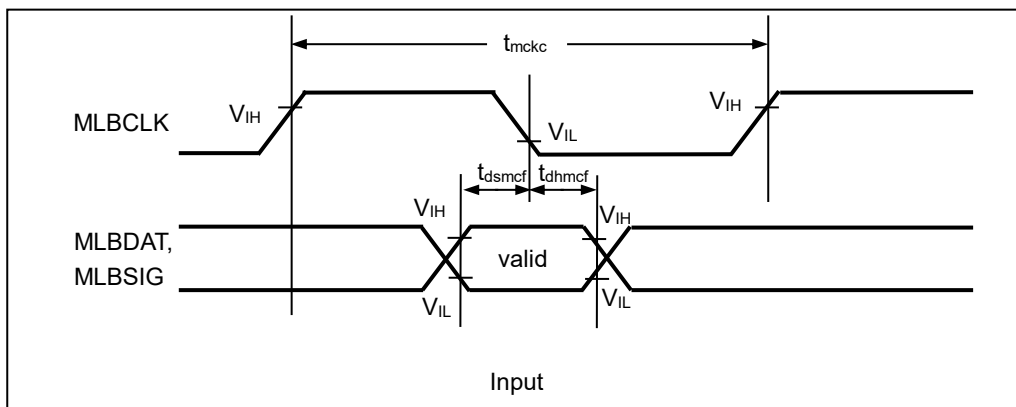 tmckc
VIH
MLBCLK
VIL
VIH
tdsmcf
tdhmcf
VIH
VIH
MLBDAT,
MLBSIG
valid
VIL
VIL
Input